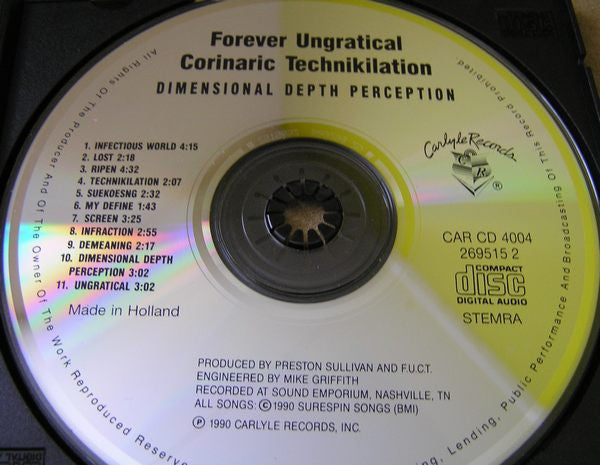 Forever Ungratical
Corinaric Technikilation
DIMENSIONAL DEPTH PERCEPTION
1. INFECTIOUS WORLD 4:15
2. LOST 2:18
3. RIPEN 4:32
4. TECHNIKILATION 2:07
5. SUEKOESNG 2:32
6. MY DEFINE 1:43
7. SCREEN 3:25
8. INFRACTION 2:55
9. DEMEANING 2:17
10. DIMENSIONAL DEPTH
PERCEPTION 3:02
11. UNGRATICAL 3:02
Made in Holland
Carlyle Records
®
CAR CD 4004
269515 2
COMPACT
disc
DIGITAL AUDIO
STEMRA
PRODUCED BY PRESTON SULLIVAN AND F.U.C.T.
ENGINEERED BY MIKE GRIFFITH
RECORDED AT SOUND EMPORIUM, NASHVILLE, TN
ALL SONGS: ©1990 SURESPIN SONGS (BMI)
℗ 1990 CARLYLE RECORDS, INC.
All Rights Of The Producer And Of The Owner Of The Work Reproduced Reserve
Lending, Public Performance And Broadcasting Of This Record Prohibited